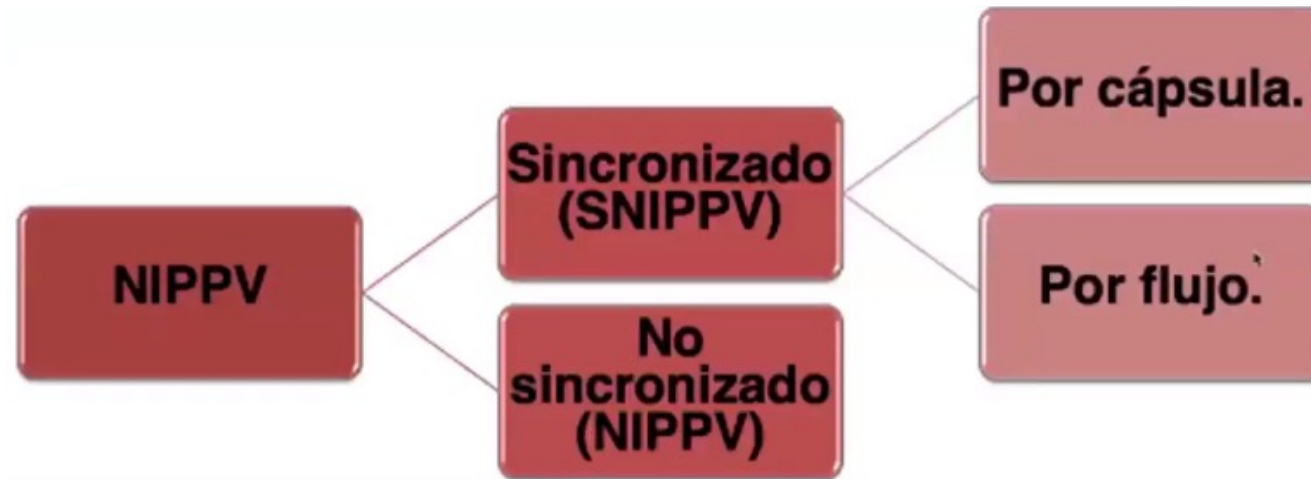 NIPPV
Sincronizado
(SNIPPV)
No
sincronizado
(NIPPV)
Por cápsula.
Por flujo.